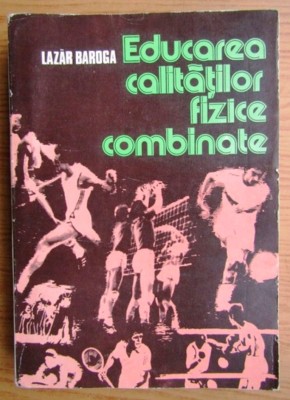 LAZĂR BAROGA
Educarea
calităţilor
fizice
combinate